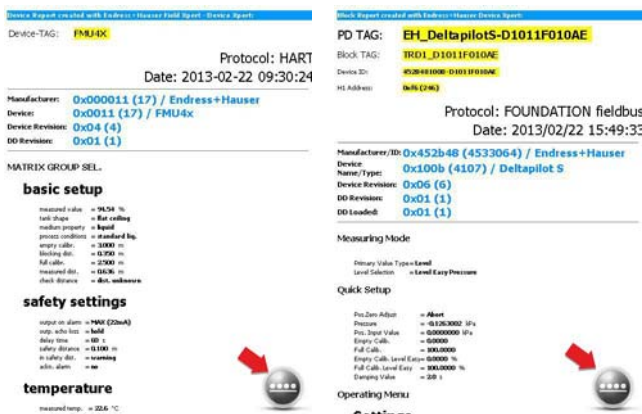 Device Report created with Endress+Hauser Field Xpert - Device Xpert:
Device-TAG: FMU4X
Protocol: HART
Date: 2013-02-22 09:30:24
Manufacturer: 0x000011 (17) / Endress+Hauser
Device: 0x0011 (17) / FMU4x
Device Revision: 0x04 (4)
DD Revision: 0x01 (1)
MATRIX GROUP SEL.
basic setup
measured value = 94.54 %
tank shape = flat ceiling
medium property = liquid
process conditions = standard liq.
empty calibr. = 3.000 m
blocking dist. = 0.350 m
full calibr. = 2.500 m
measured dist. = 0.636 m
check distance = dist. unknown
safety settings
output on alarm = MAX (22mA)
outp. echo loss = hold
delay time = 60 s
safety distance = 0.100 m
in safety dist. = warning
ackn. alarm = no
temperature
measured temp. = 22.6 °C
Block Report created with Endress+Hauser Device Xpert:
PD TAG: EH_DeltapilotS-D1011F010AE
Block TAG: TRD1_D1011F010AE
Device ID: 452B481008-D1011F010AE
H1 Address: 0xf6 (246)
Protocol: FOUNDATION fieldbus
Date: 2013/02/22 15:49:33
Manufacturer/ID: 0x452b48 (4533064) / Endress+Hauser
Device Name/Type: 0x100b (4107) / Deltapilot S
Device Revision: 0x06 (6)
DD Revision: 0x01 (1)
DD Loaded: 0x01 (1)
Measuring Mode
Primary Value Type = Level
Level Selection = Level Easy Pressure
Quick Setup
Pos.Zero Adjust = Abort
Pressure = -0.1263002 kPa
Pos. Input Value = 0.0000000 kPa
Empty Calib. = 0.0000
Full Calib. = 100.0000
Empty Calib. Level Easy = 0.0000 %
Full Calib. Level Easy = 100.0000 %
Damping Value = 2.0 s
Operating Menu
Settings